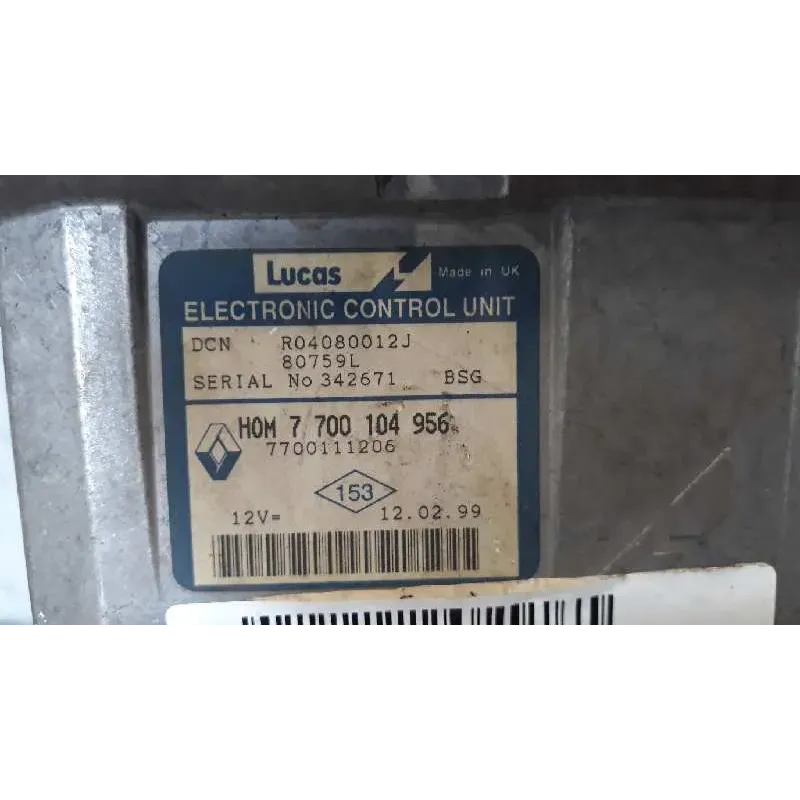 Lucas Made in UK
ELECTRONIC CONTROL UNIT
DCN R04080012J
80759L
SERIAL No 342671 BSG
HOM 7 700 104 956
7700111206
153
12V= 12.02.99